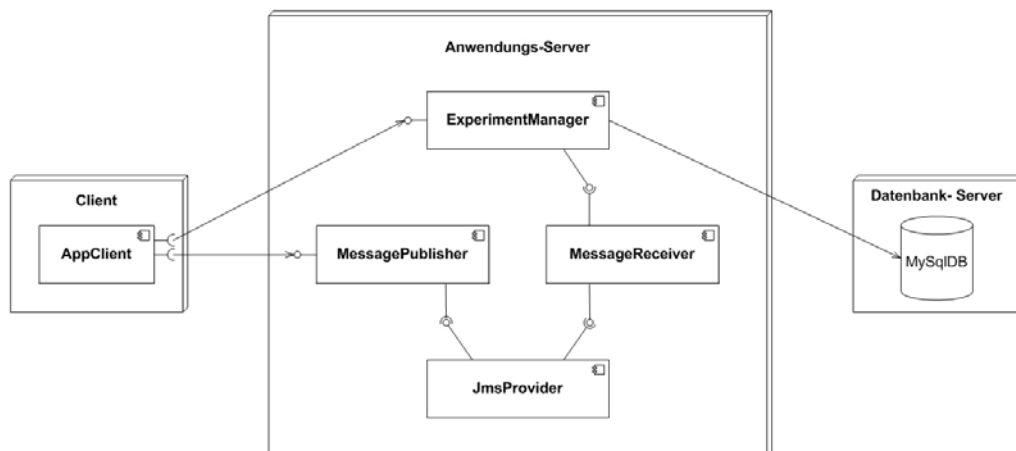 Anwendungs-Server
ExperimentManager
Client
AppClient
MessagePublisher
MessageReceiver
JmsProvider
Datenbank- Server
MySqlDB